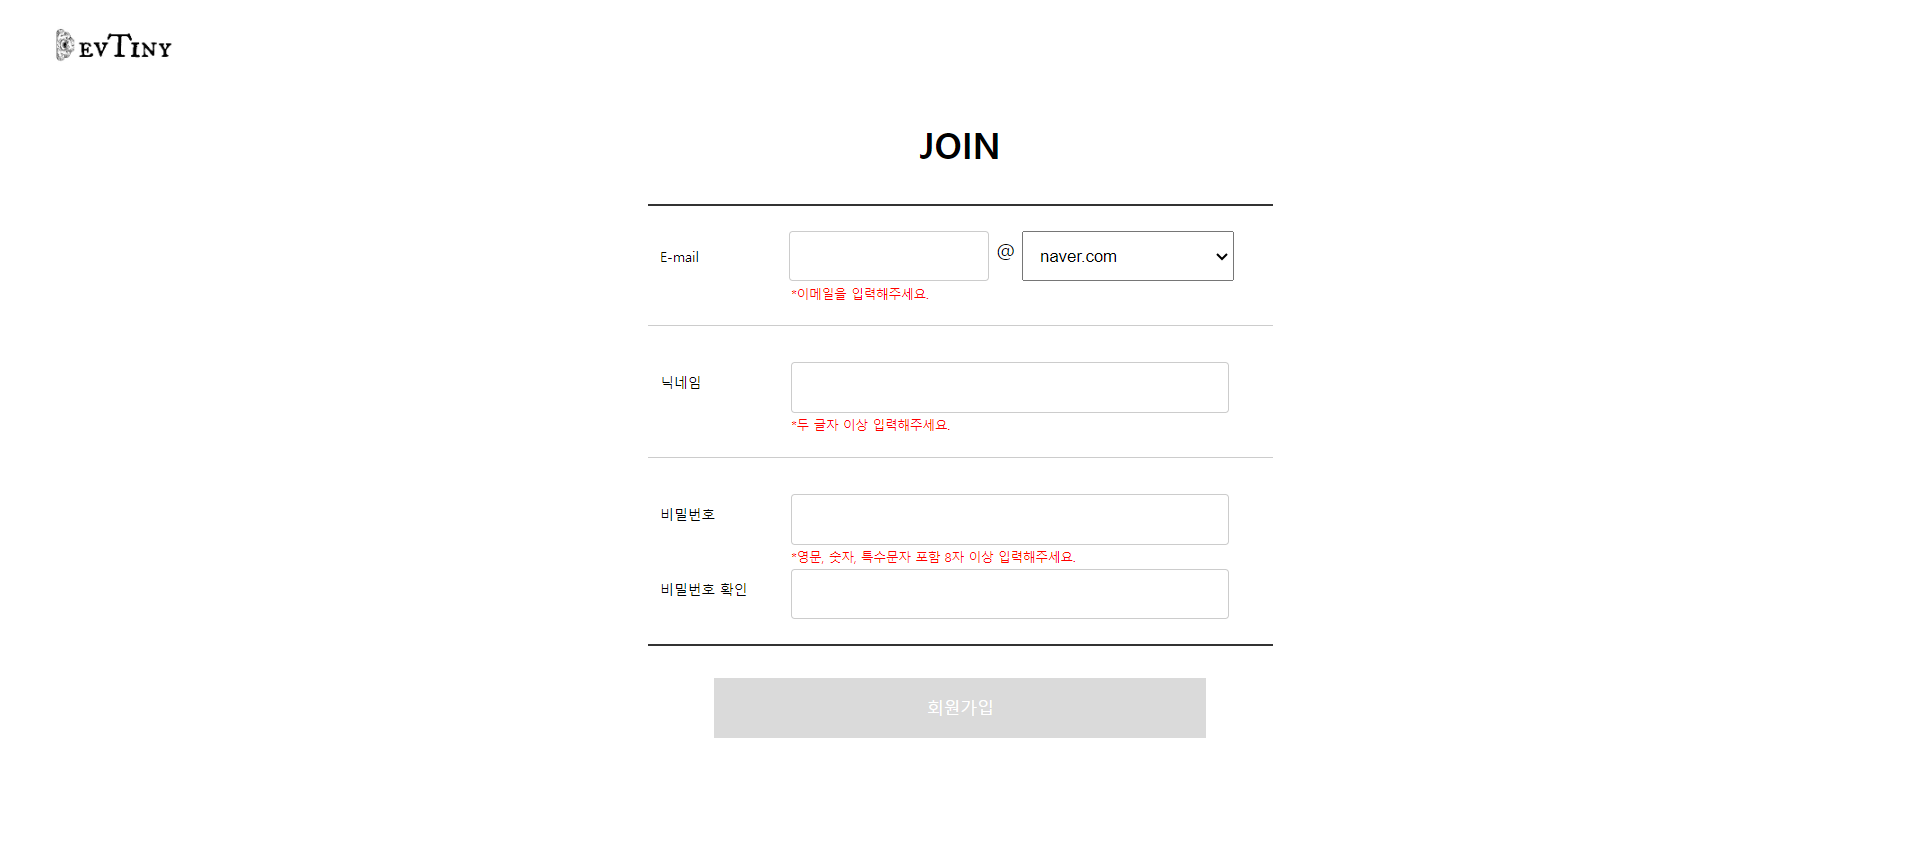 DEVTINY
JOIN
E-mail @ naver.com
*이메일을 입력해주세요.
닉네임
*두 글자 이상 입력해주세요.
비밀번호
*영문, 숫자, 특수문자 포함 8자 이상 입력해주세요.
비밀번호 확인
회원가입